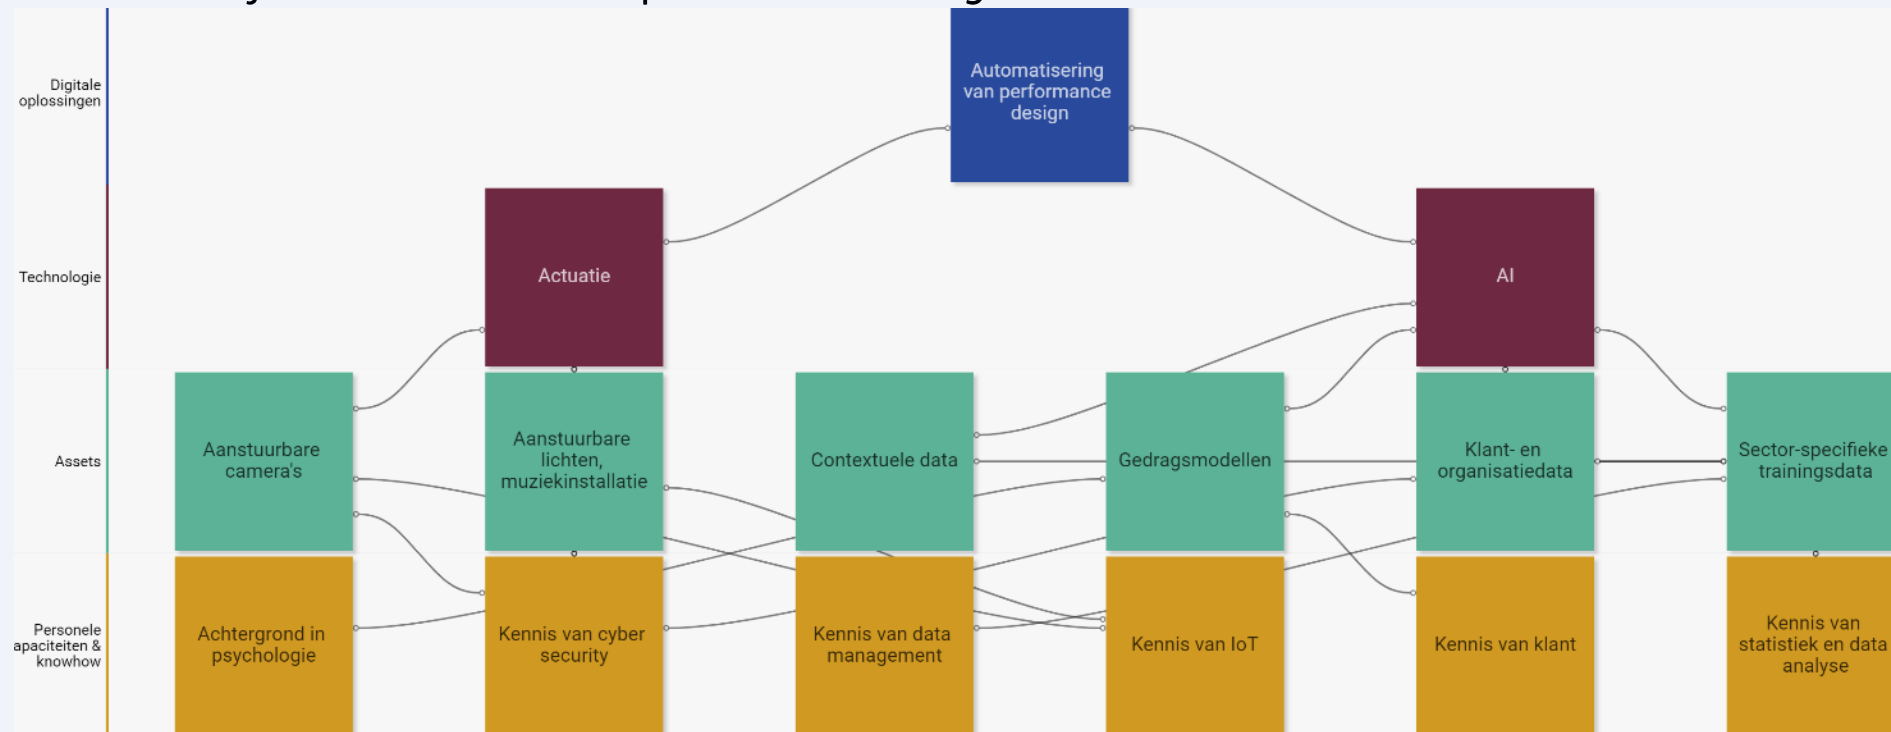 Digitale
oplossingen
Automatisering
van performance
design
Technologie
Actuatie
AI
Assets
Aanstuurbare
camera's
Aanstuurbare
lichten,
muziekinstallatie
Contextuele data
Gedragsmodellen
Klant- en
organisatiedata
Sector-specifieke
trainingsdata
Personele
apaciteiten &
knowhow
Achtergrond in
psychologie
Kennis van cyber
security
Kennis van data
management
Kennis van IoT
Kennis van klant
Kennis van
statistiek en data
analyse